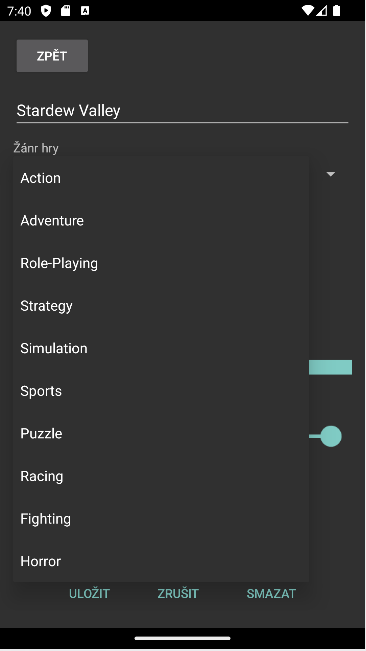 7:40
ZPĚT
Stardew Valley
Žánr hry
Action
Adventure
Role-Playing
Strategy
Simulation
Sports
Puzzle
Racing
Fighting
Horror
ULOŽIT ZRUŠIT SMAZAT